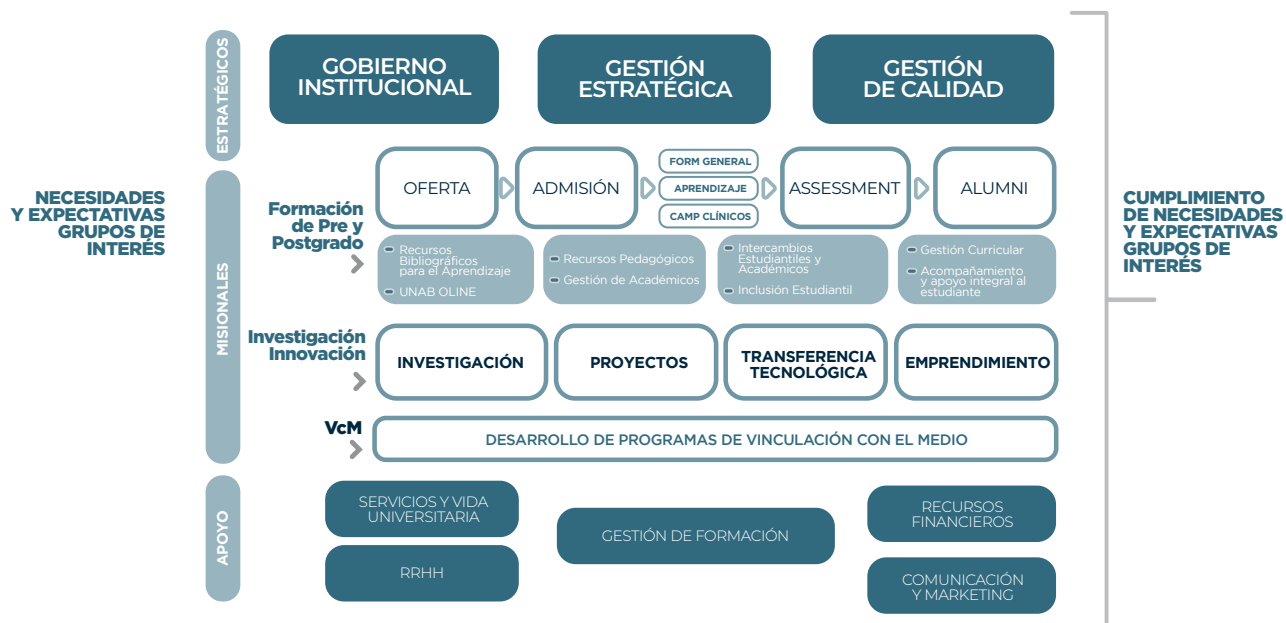 ESTRATÉGICOS
GOBIERNO
INSTITUCIONAL
GESTIÓN
ESTRATÉGICA
GESTIÓN
DE CALIDAD
NECESIDADES
Y EXPECTATIVAS
GRUPOS DE
INTERÉS
MISIONALES
Formación
de Pre y
Postgrado
OFERTA
ADMISIÓN
FORM GENERAL
APRENDIZAJE
CAMP CLÍNICOS
ASSESSMENT
ALUMNI
Recursos
Bibliográficos
para el Aprendizaje
UNAB OLINE
Recursos Pedagógicos
Gestión de Académicos
Intercambios
Estudiantiles y
Académicos
Inclusión Estudiantil
Gestión Curricular
Acompañamiento
y apoyo integral al
estudiante
Investigación
Innovación
INVESTIGACIÓN
PROYECTOS
TRANSFERENCIA
TECNOLÓGICA
EMPRENDIMIENTO
VcM
DESARROLLO DE PROGRAMAS DE VINCULACIÓN CON EL MEDIO
APOYO
SERVICIOS Y VIDA
UNIVERSITARIA
RRHH
GESTIÓN DE FORMACIÓN
RECURSOS
FINANCIEROS
COMUNICACIÓN
Y MARKETING
CUMPLIMIENTO
DE NECESIDADES
Y EXPECTATIVAS
GRUPOS DE
INTERÉS